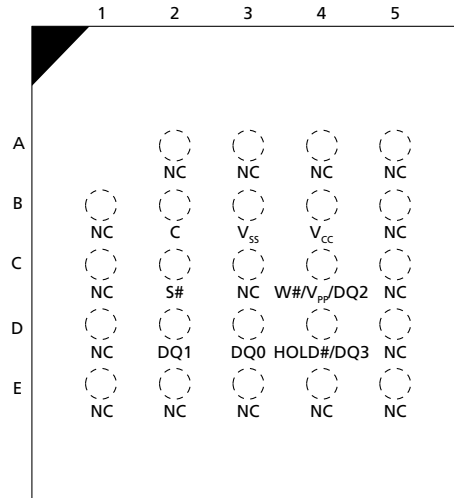 1 2 3 4 5
A
NC NC NC NC
B
NC C VSS VCC NC
C
NC S# NC W#/VPP/DQ2 NC
D
NC DQ1 DQ0 HOLD#/DQ3 NC
E
NC NC NC NC NC